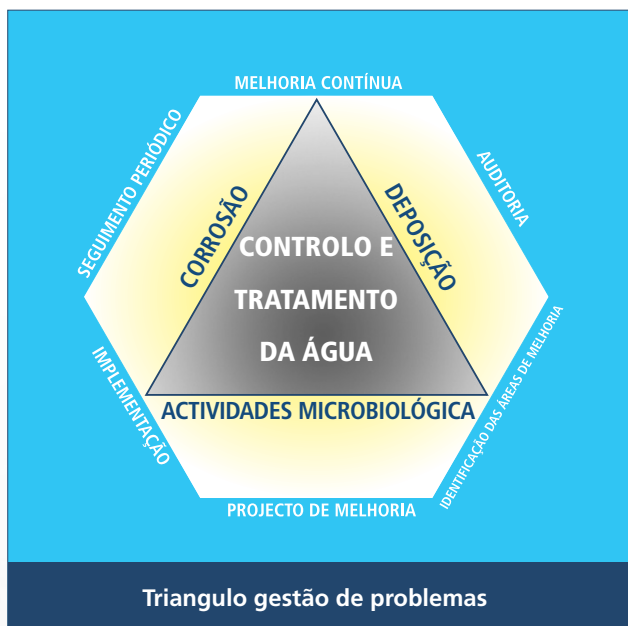 MELHORIA CONTÍNUA
SEGUIMENTO PERIÓDICO
AUDITORIA
CORROSÃO
DEPOSIÇÃO
CONTROLO E
TRATAMENTO
DA ÁGUA
ACTIVIDADES MICROBIOLÓGICA
IMPLEMENTAÇÃO
IDENTIFICAÇÃO DAS ÁREAS DE MELHORIA
PROJECTO DE MELHORIA
Triangulo gestão de problemas